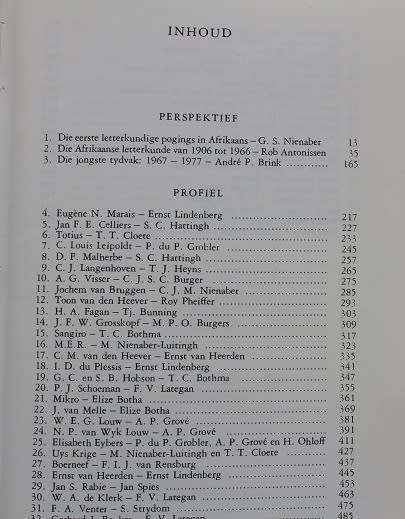 INHOUD
PERSPEKTIEF
1. Die eerste letterkundige pogings in Afrikaans – G. S. Nienaber 13
2. Die Afrikaanse letterkunde van 1906 tot 1966 – Rob Antonissen 35
3. Die jongste tydvak: 1967 – 1977 – André P. Brink ............ 165
PROFIEL
4. Eugène N. Marais – Ernst Lindenberg ........................ 217
5. Jan F. E. Celliers – S. C. Hattingh ........................ 227
6. Totius – T. T. Cloete ........................ 233
7. C. Louis Leipoldt – P. du P. Grobler ........................ 245
8. D. F. Malherbe – S. C. Hattingh ........................ 257
9. C. J. Langenhoven – T. J. Heyns ........................ 265
10. A. G. Visser – C. J. S. C. Burger ........................ 275
11. Jochem van Bruggen – C. J. M. Nienaber ........................ 285
12. Toon van den Heever – Roy Pheiffer ........................ 293
13. H. A. Fagan – Tj. Bunning ........................ 303
14. J. F. W. Grosskopf – M. P. O. Burgers ........................ 309
15. Sangiro – T. C. Bothma ........................ 317
16. M.E.R. – M. Nienaber-Luitingh ........................ 323
17. C. M. van den Heever – Ernst van Heerden ........................ 335
18. I. D. du Plessis – Ernst Lindenberg ........................ 341
19. G. C. en S. B. Hobson – T. C. Bothma ........................ 347
20. P. J. Schoeman – F. V. Lategan ........................ 355
21. Mikro – Elize Botha ........................ 361
22. J. van Melle – Elize Botha ........................ 369
23. W. E. G. Louw – A. P. Grové ........................ 381
24. N. P. van Wyk Louw – A. P. Grové ........................ 391
25. Elisabeth Eybers – P. du P. Grobler, A. P. Grové en H. Ohloff 411
26. Uys Krige – M. Nienaber-Luitingh en T. T. Cloete ............ 427
27. Boerneef – F. I. J. van Rensburg ........................ 437
28. Ernst van Heerden – Ernst Lindenberg ........................ 445
29. Jan S. Rabie – Jan Spies ........................ 453
30. W. A. de Klerk – F. V. Lategan ........................ 463
31. F. A. Venter – S. Strydom ........................ 475
485